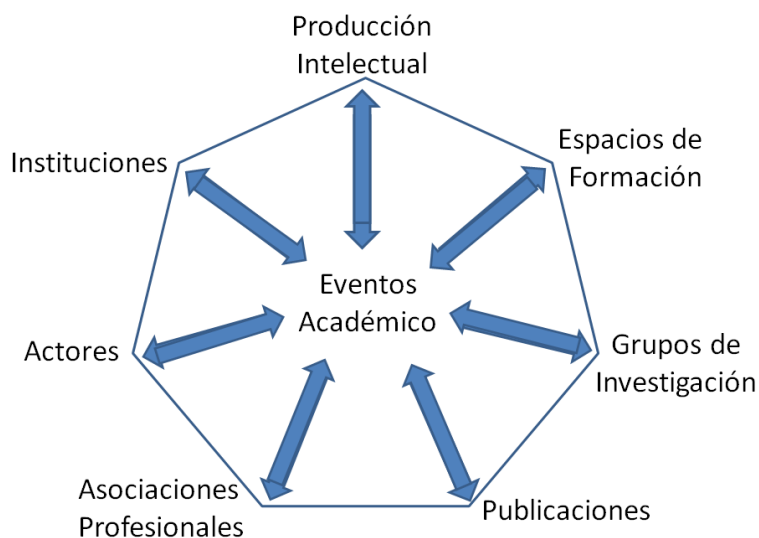 Producción
Intelectual
Espacios de
Formación
Instituciones
Eventos
Académico
Actores
Grupos de
Investigación
Asociaciones
Profesionales
Publicaciones